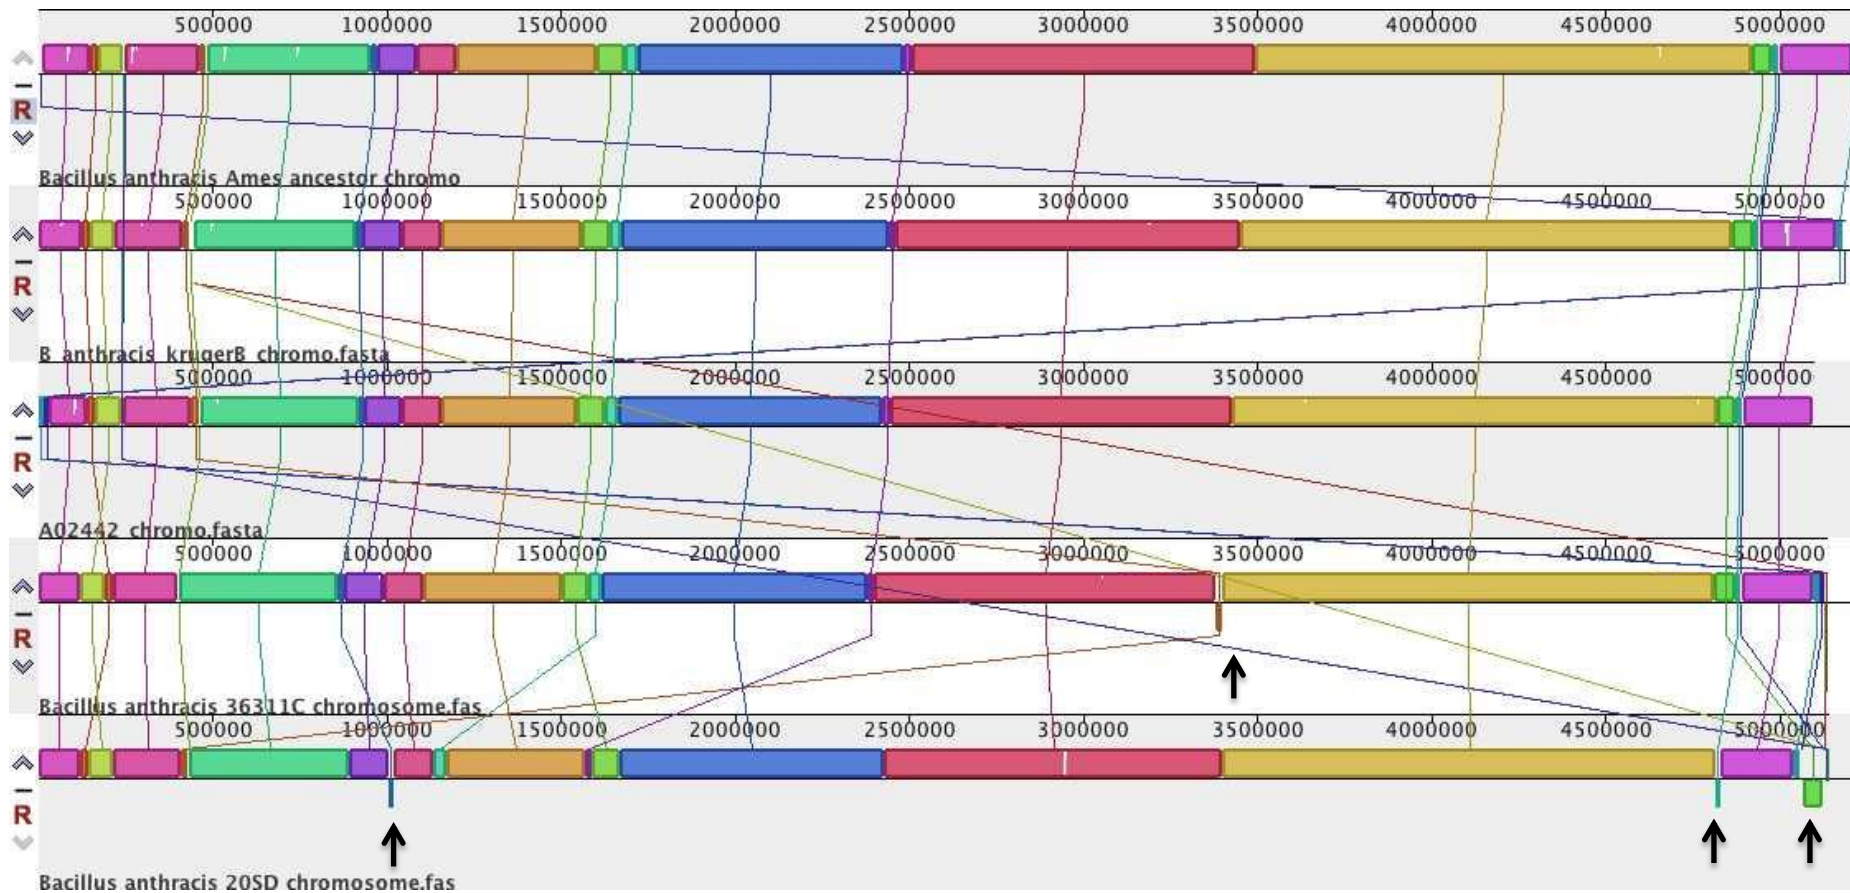 500000 1000000 1500000 2000000 2500000 3000000 3500000 4000000 4500000 5000000
R
Bacillus anthracis Ames ancestor chromo
500000 1000000 1500000 2000000 2500000 3000000 3500000 4000000 4500000 5000000
R
B anthracis krugerB chromo.fasta
500000 1000000 1500000 2000000 2500000 3000000 3500000 4000000 4500000 5000000
R
A02442 chromo.fasta
500000 1000000 1500000 2000000 2500000 3000000 3500000 4000000 4500000 5000000
R
Bacillus anthracis 36311C chromosome.fas
500000 1000000 1500000 2000000 2500000 3000000 3500000 4000000 4500000 5000000
R
Bacillus anthracis 20SD chromosome.fas